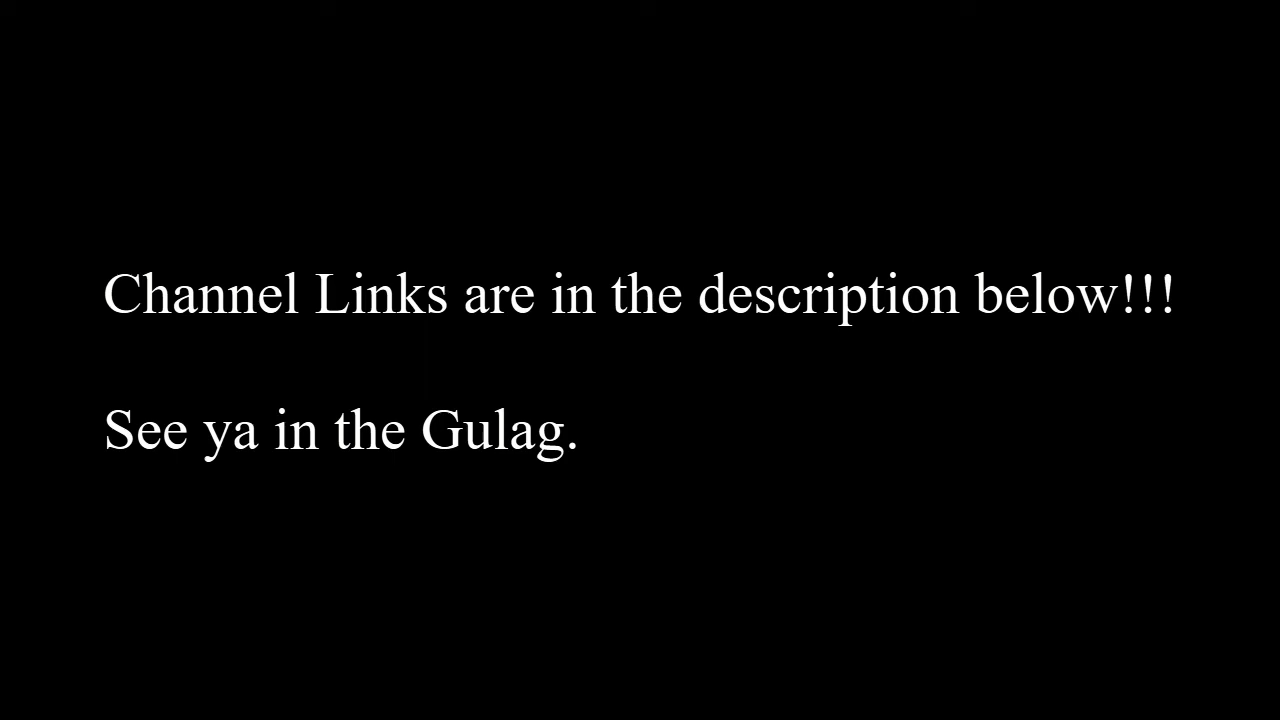 Channel Links are in the description below!!!
See ya in the Gulag.